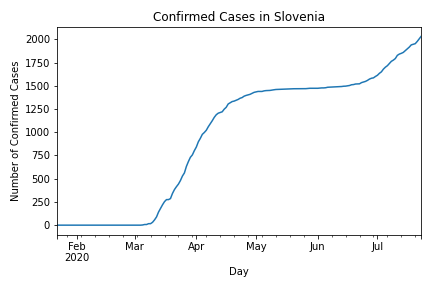 Confirmed Cases in Slovenia
Number of Confirmed Cases
2000
1750
1500
1250
1000
750
500
250
0
Feb Mar Apr May Jun Jul
2020
Day